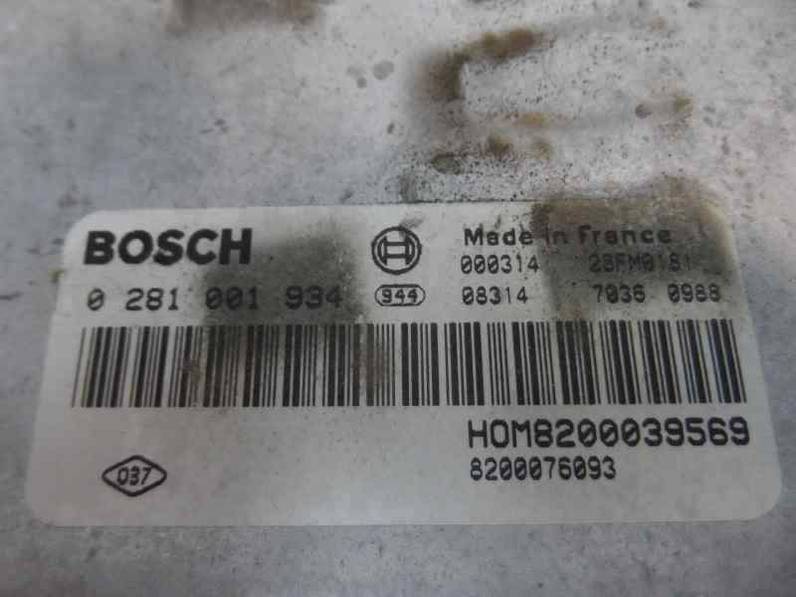 BOSCH
Made in France
000314 28FM0181
0 281 001 934 944 08314 7036 0988
HOM8200039569
037 8200076093